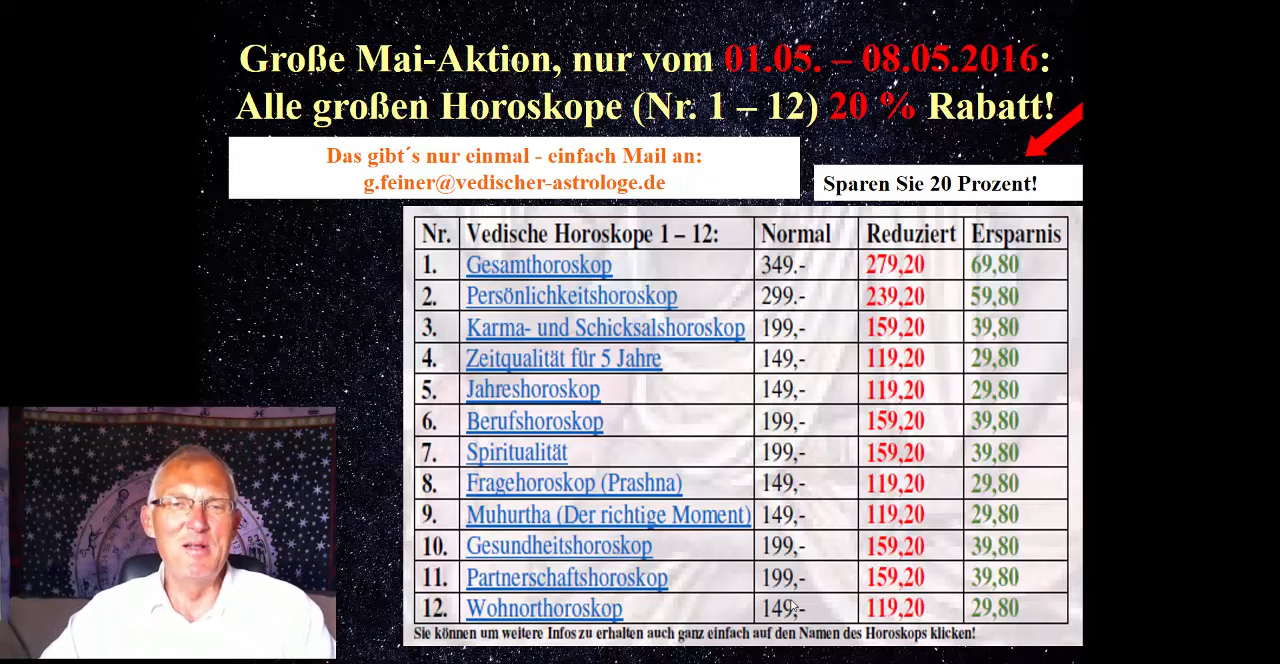 Große Mai-Aktion, nur vom 01.05. – 08.05.2016:
Alle großen Horoskope (Nr. 1 – 12) 20 % Rabatt!
Das gibt´s nur einmal - einfach Mail an:
g.feiner@vedischer-astrologe.de
Sparen Sie 20 Prozent!
Nr. Vedische Horoskope 1 – 12: Normal Reduziert Ersparnis
1. Gesamthoroskop 349.- 279,20 69,80
2. Persönlichkeitshoroskop 299.- 239,20 59,80
3. Karma- und Schicksalshoroskop 199,- 159,20 39,80
4. Zeitqualität für 5 Jahre 149,- 119,20 29,80
5. Jahreshoroskop 149,- 119,20 29,80
6. Berufshoroskop 199,- 159,20 39,80
7. Spiritualität 199,- 159,20 39,80
8. Fragehoroskop (Prashna) 149,- 119,20 29,80
9. Muhurtha (Der richtige Moment) 149,- 119,20 29,80
10. Gesundheitshoroskop 199,- 159,20 39,80
11. Partnerschaftshoroskop 199,- 159,20 39,80
12. Wohnorthoroskop 149,- 119,20 29,80
Sie können um weitere Infos zu erhalten auch ganz einfach auf den Namen des Horoskops klicken!